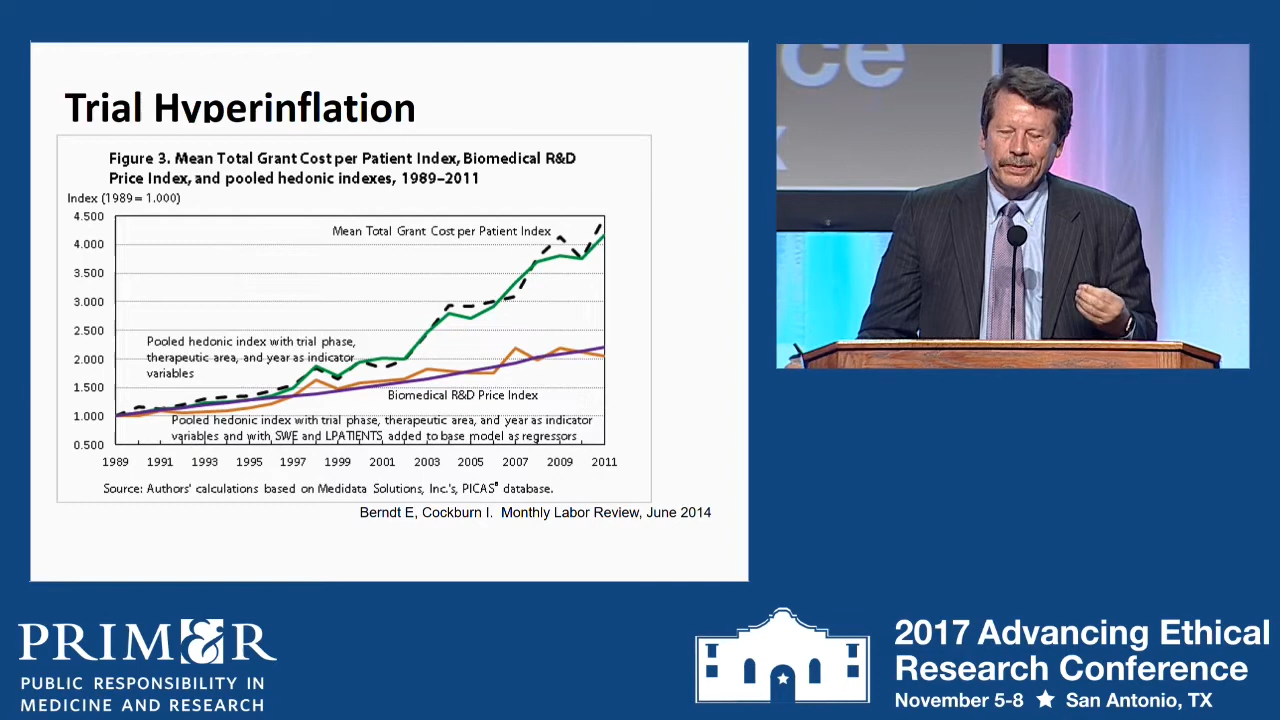 Trial Hyperinflation
Figure 3. Mean Total Grant Cost per Patient Index, Biomedical R&D
Price Index, and pooled hedonic indexes, 1989–2011
Index (1989= 1.000)
4.500
4.000
3.500
3.000
2.500
2.000
1.500
1.000
0.500
Mean Total Grant Cost per Patient Index
Pooled hedonic index with trial phase,
therapeutic area, and year as indicator
variables
Biomedical R&D Price Index
Pooled hedonic index with trial phase, therapeutic area, and year as indicator
variables and with SWE and LPATIENTS added to base model as regressors
1989 1991 1993 1995 1997 1999 2001 2003 2005 2007 2009 2011
Source: Authors' calculations based on Medidata Solutions, Inc.'s, PICAS® database.
Berndt E, Cockburn I. Monthly Labor Review, June 2014
ce
PRIM&R
PUBLIC RESPONSIBILITY IN
MEDICINE AND RESEARCH
2017 Advancing Ethical
Research Conference
November 5-8 ★ San Antonio, TX